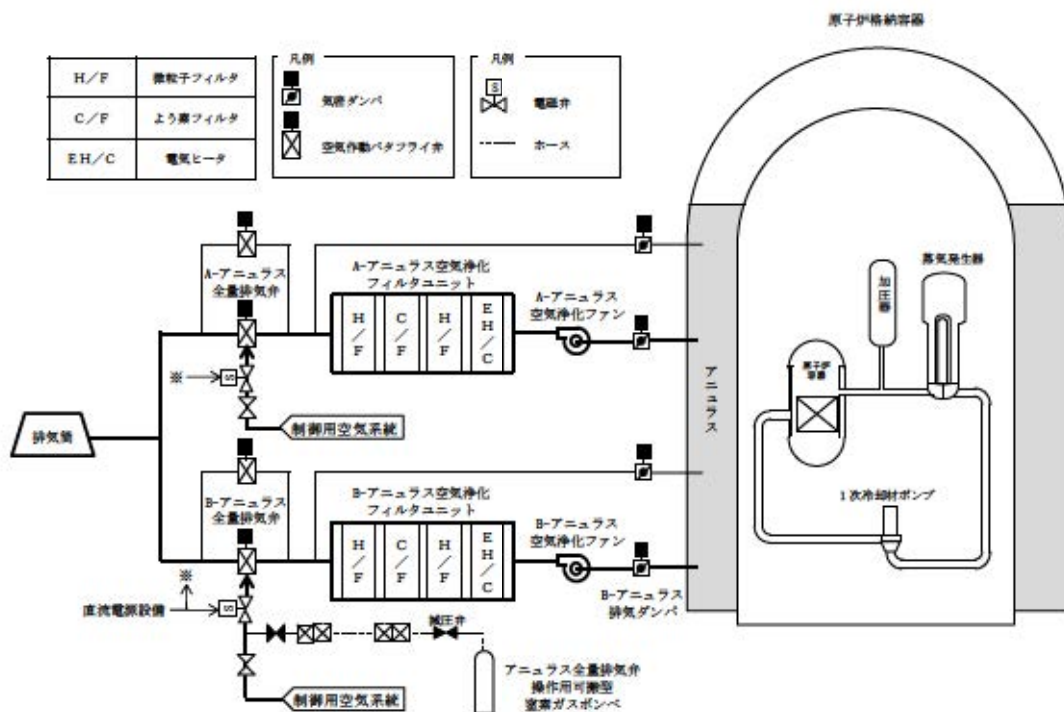 原子炉格納容器
H/F 微粒子フィルタ
C/F よう素フィルタ
EH/C 電気ヒータ
凡例
気密ダンパ
空気作動バタフライ弁
凡例
S
電磁弁
ホース
A-アニュラス
全量排気弁
A-アニュラス空気浄化
フィルタユニット
H/F
C/F
H/F
EH/C
A-アニュラス
空気浄化ファン
蒸気発生器
加圧器
原子炉
容器
アニュラス
※
S
制御用空気系統
排気筒
B-アニュラス
全量排気弁
B-アニュラス空気浄化
フィルタユニット
H/F
C/F
H/F
EH/C
B-アニュラス
空気浄化ファン
1次冷却材ポンプ
B-アニュラス
排気ダンパ
※
直流電源設備
S
減圧弁
アニュラス全量排気弁
操作用可搬型
窒素ガスボンベ
制御用空気系統